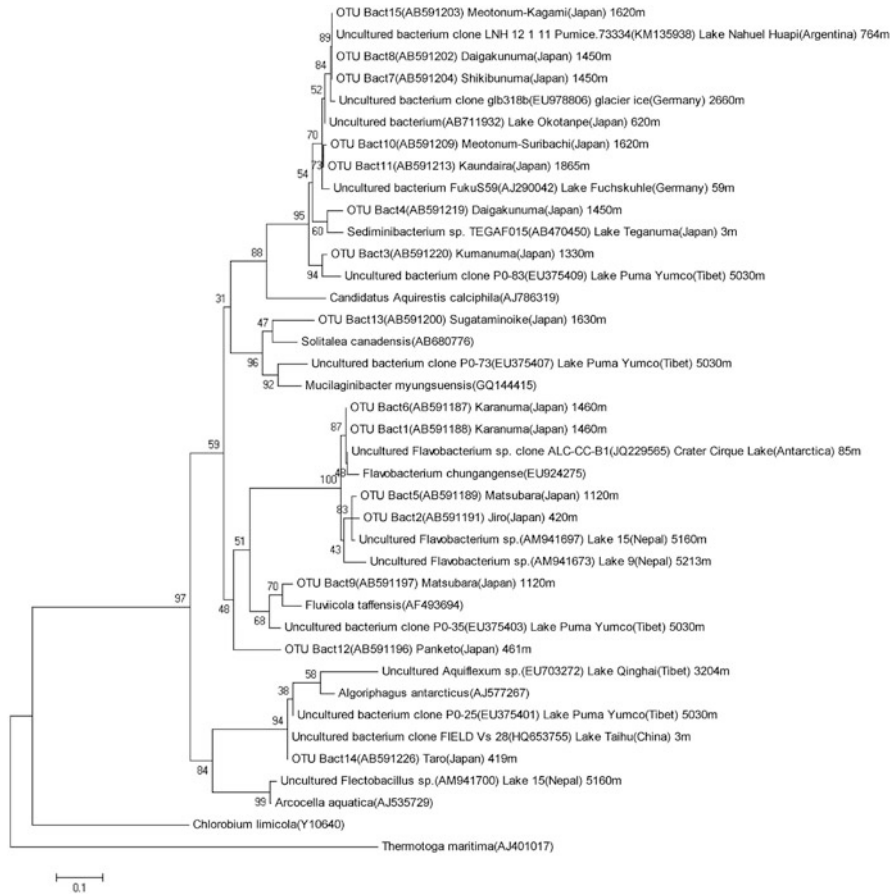 OTU Bact15(AB591203) Meotonum-Kagami(Japan) 1620m
89
Uncultured bacterium clone LNH 12 1 11 Pumice.73334(KM135938) Lake Nahuel Huapi(Argentina) 764m
OTU Bact8(AB591202) Daigakunuma(Japan) 1450m
84
OTU Bact7(AB591204) Shikibunuma(Japan) 1450m
52
Uncultured bacterium clone glb318b(EU978806) glacier ice(Germany) 2660m
Uncultured bacterium(AB711932) Lake Okotanpe(Japan) 620m
70
OTU Bact10(AB591209) Meotonum-Suribachi(Japan) 1620m
73
OTU Bact11(AB591213) Kaundaira(Japan) 1865m
54
Uncultured bacterium FukuS59(AJ290042) Lake Fuchskuhle(Germany) 59m
OTU Bact4(AB591219) Daigakunuma(Japan) 1450m
95
60
Sediminibacterium sp. TEGAF015(AB470450) Lake Teganuma(Japan) 3m
88
OTU Bact3(AB591220) Kumanuma(Japan) 1330m
94
Uncultured bacterium clone P0-83(EU375409) Lake Puma Yumco(Tibet) 5030m
Candidatus Aquirestis calciphila(AJ786319)
31
47
OTU Bact13(AB591200) Sugataminoike(Japan) 1630m
Solitalea canadensis(AB680776)
96
Uncultured bacterium clone P0-73(EU375407) Lake Puma Yumco(Tibet) 5030m
92
Mucilaginibacter myungsuensis(GQ144415)
OTU Bact6(AB591187) Karanuma(Japan) 1460m
87
OTU Bact1(AB591188) Karanuma(Japan) 1460m
59
Uncultured Flavobacterium sp. clone ALC-CC-B1(JQ229565) Crater Cirque Lake(Antarctica) 85m
48
Flavobacterium chungangense(EU924275)
100
OTU Bact5(AB591189) Matsubara(Japan) 1120m
83
OTU Bact2(AB591191) Jiro(Japan) 420m
51
Uncultured Flavobacterium sp.(AM941697) Lake 15(Nepal) 5160m
43
Uncultured Flavobacterium sp.(AM941673) Lake 9(Nepal) 5213m
70
OTU Bact9(AB591197) Matsubara(Japan) 1120m
97
48
Fluviicola taffensis(AF493694)
68
Uncultured bacterium clone P0-35(EU375403) Lake Puma Yumco(Tibet) 5030m
OTU Bact12(AB591196) Panketo(Japan) 461m
58
Uncultured Aquiflexum sp.(EU703272) Lake Qinghai(Tibet) 3204m
38
Algoriphagus antarcticus(AJ577267)
Uncultured bacterium clone P0-25(EU375401) Lake Puma Yumco(Tibet) 5030m
94
Uncultured bacterium clone FIELD Vs 28(HQ653755) Lake Taihu(China) 3m
OTU Bact14(AB591226) Taro(Japan) 419m
84
Uncultured Flectobacillus sp.(AM941700) Lake 15(Nepal) 5160m
99
Arcocella aquatica(AJ535729)
Chlorobium limicola(Y10640)
Thermotoga maritima(AJ401017)
0.1